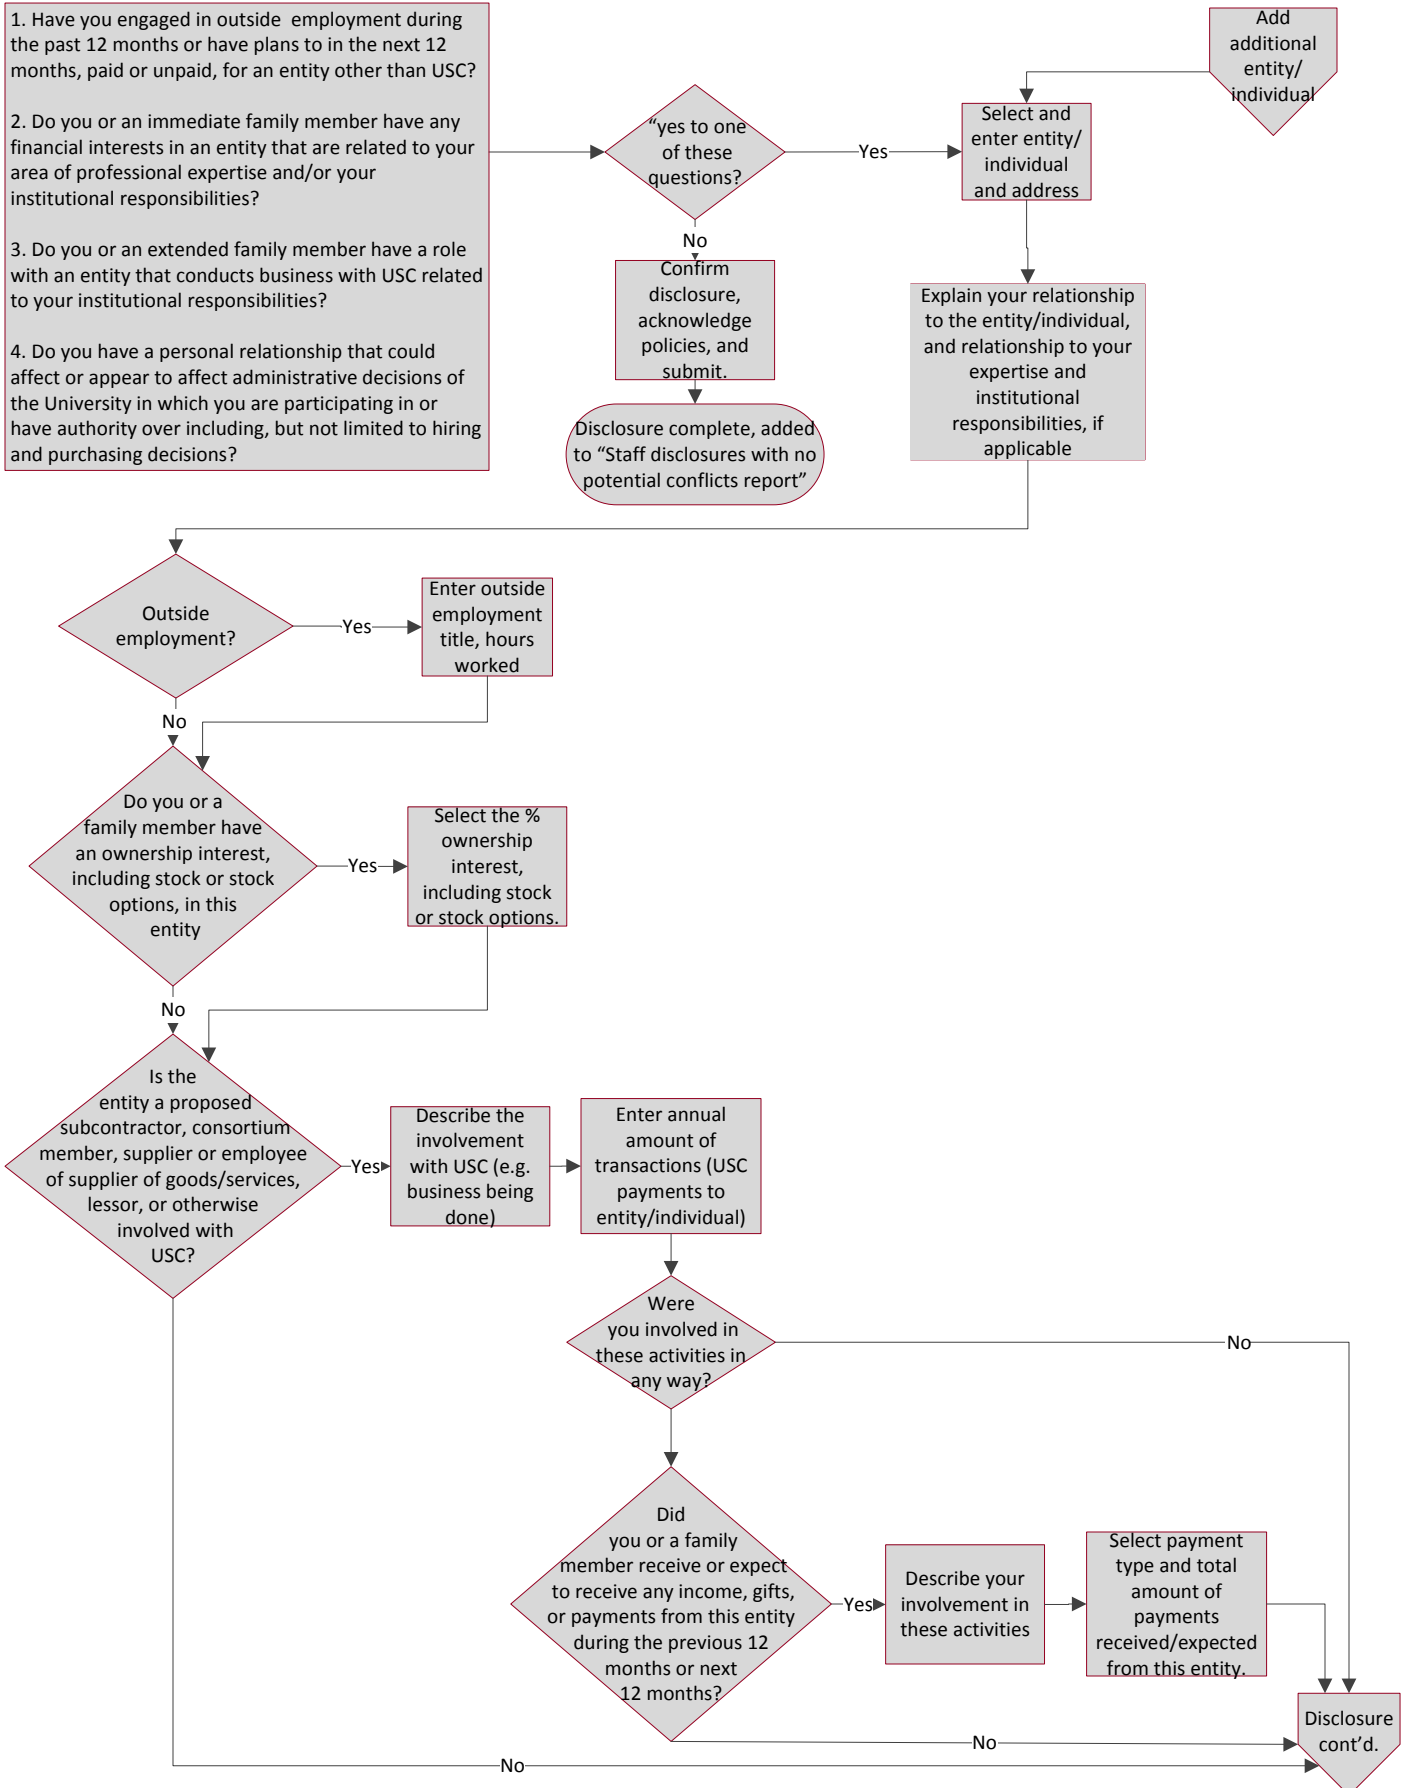 1. Have you engaged in outside  employment during
the past 12 months or have plans to in the next 12
months, paid or unpaid, for an entity other than USC?
2. Do you or an immediate family member have any
financial interests in an entity that are related to your
area of professional expertise and/or your
institutional responsibilities?
3. Do you or an extended family member have a role
with an entity that conducts business with USC related
to your institutional responsibilities?
4. Do you have a personal relationship that could
affect or appear to affect administrative decisions of
the University in which you are participating in or
have authority over including, but not limited to hiring
and purchasing decisions?
“yes to one
of these
questions?
Yes
Select and
enter entity/
individual
and address
Add
additional
entity/
individual
No
Confirm
disclosure,
acknowledge
policies, and
submit.
Disclosure complete, added
to “Staff disclosures with no
potential conflicts report”
Explain your relationship
to the entity/individual,
and relationship to your
expertise and
institutional
responsibilities, if
applicable
Outside
employment?
Yes
Enter outside
employment
title, hours
worked
No
Do you or a
family member have
an ownership interest,
including stock or stock
options, in this
entity
Yes
Select the %
ownership
interest,
including stock
or stock options.
No
Is the
entity a proposed
subcontractor, consortium
member, supplier or employee
of supplier of goods/services,
lessor, or otherwise
involved with
USC?
Yes
Describe the
involvement
with USC (e.g.
business being
done)
Enter annual
amount of
transactions (USC
payments to
entity/individual)
Were
you involved in
these activities in
any way?
No
Did
you or a family
member receive or expect
to receive any income, gifts,
or payments from this entity
during the previous 12
months or next
12 months?
Yes
Describe your
involvement in
these activities
Select payment
type and total
amount of
payments
received/expected
from this entity.
No
No
Disclosure
cont’d.